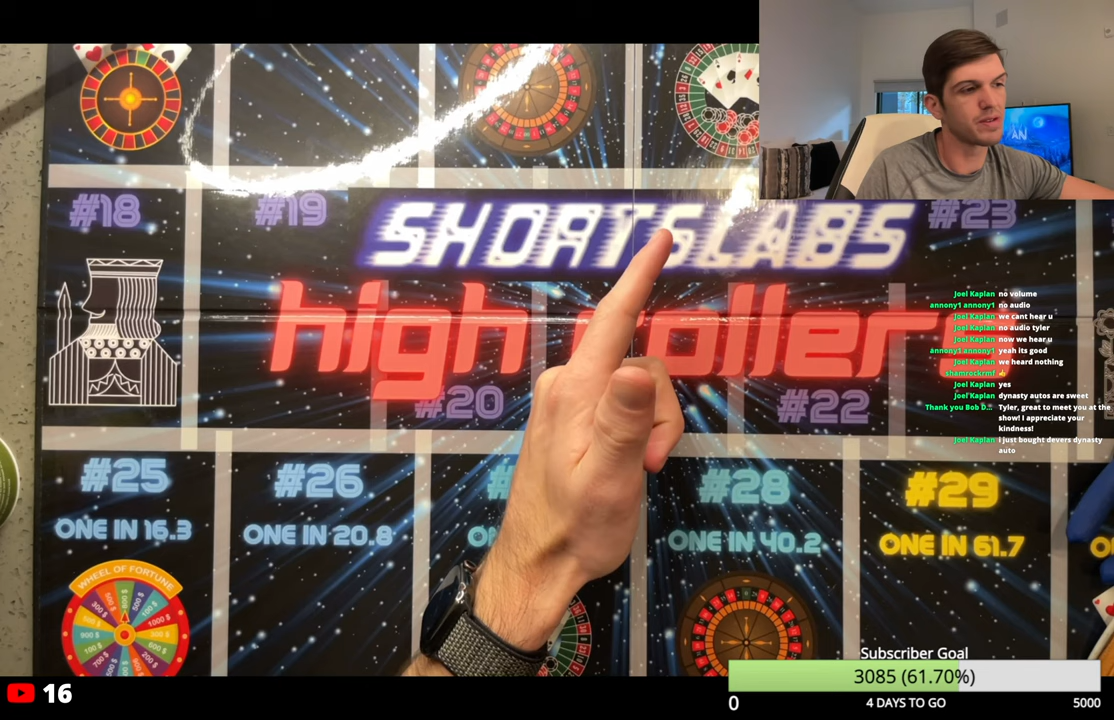 #18
#19
SHORTSLABS
#23
high rollers
#20
#22
#25
ONE IN 16.3
#26
ONE IN 20.8
#28
ONE IN 40.2
#29
ONE IN 61.7
WHEEL OF FORTUNE
Joel Kaplan no volume
annony1 annony1 no audio
Joel Kaplan we cant hear u
Joel Kaplan no audio tyler
Joel Kaplan now we hear u
annony1 annony1 yeah its good
Joel Kaplan we heard nothing
shamrockrmf 👍
Joel Kaplan yes
Joel Kaplan dynasty autos are sweet
Thank you Bob D... Tyler, great to meet you at the
show! I appreciate your
kindness!
Joel Kaplan i just bought devers dynasty
auto
Subscriber Goal
3085 (61.70%)
0 4 DAYS TO GO 5000
16